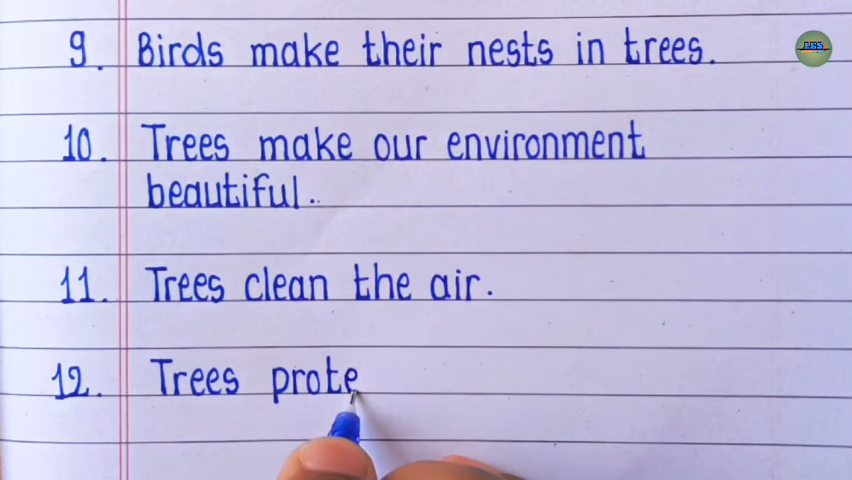 9. Birds make their nests in trees.
10. Trees make our environment
beautiful..
11. Trees clean the air.
12. Trees prote